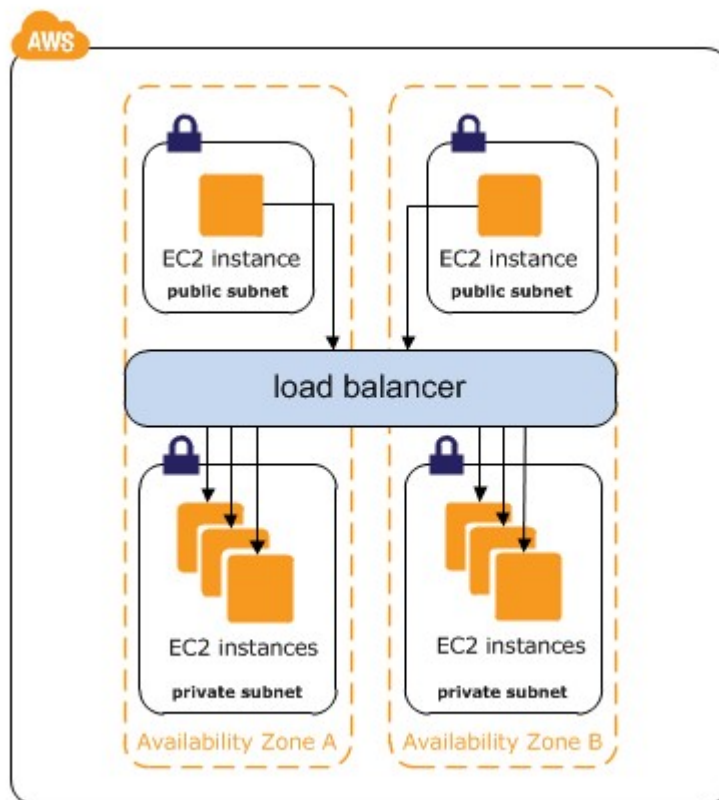 AWS
EC2 instance
public subnet
EC2 instance
public subnet
load balancer
EC2 instances
private subnet
EC2 instances
private subnet
Availability Zone A
Availability Zone B